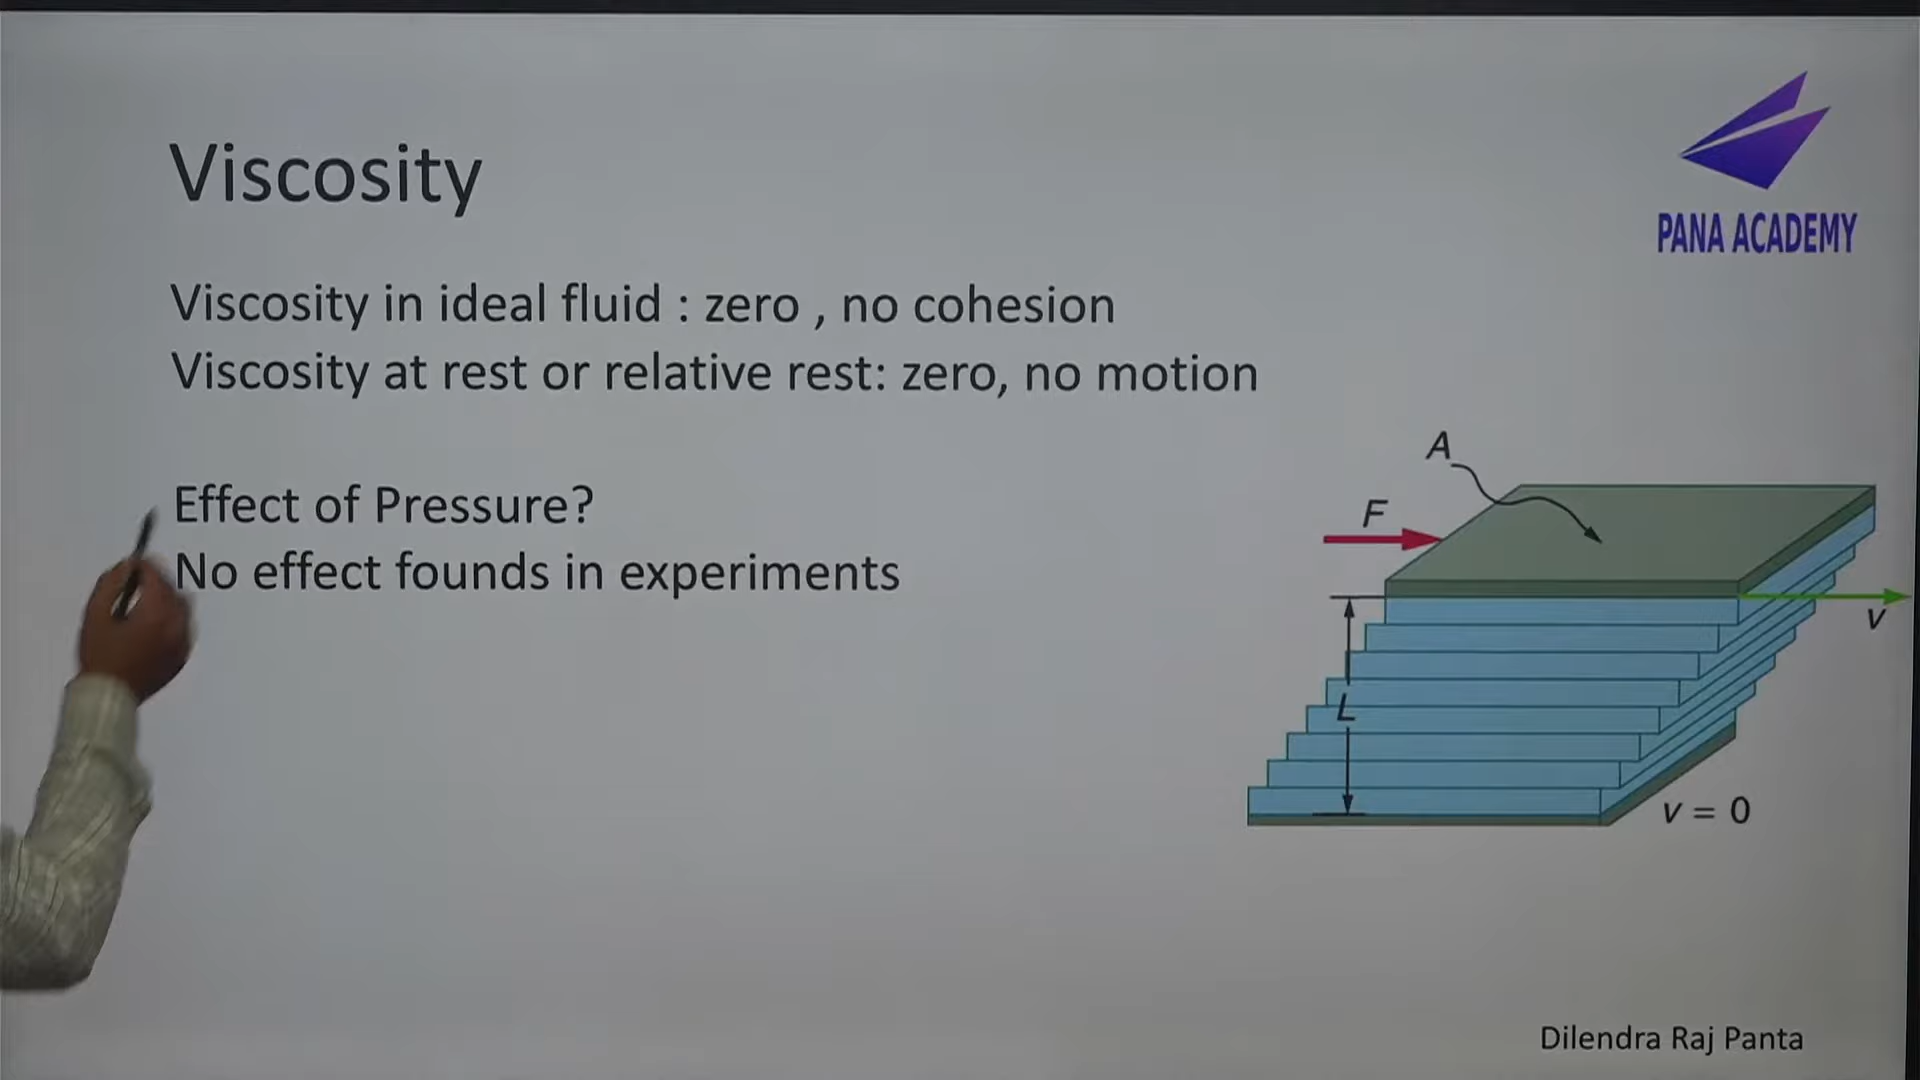 Viscosity
PANA ACADEMY
Viscosity in ideal fluid : zero , no cohesion
Viscosity at rest or relative rest: zero, no motion
Effect of Pressure?
No effect founds in experiments
A
F
v
L
v = 0
Dilendra Raj Panta